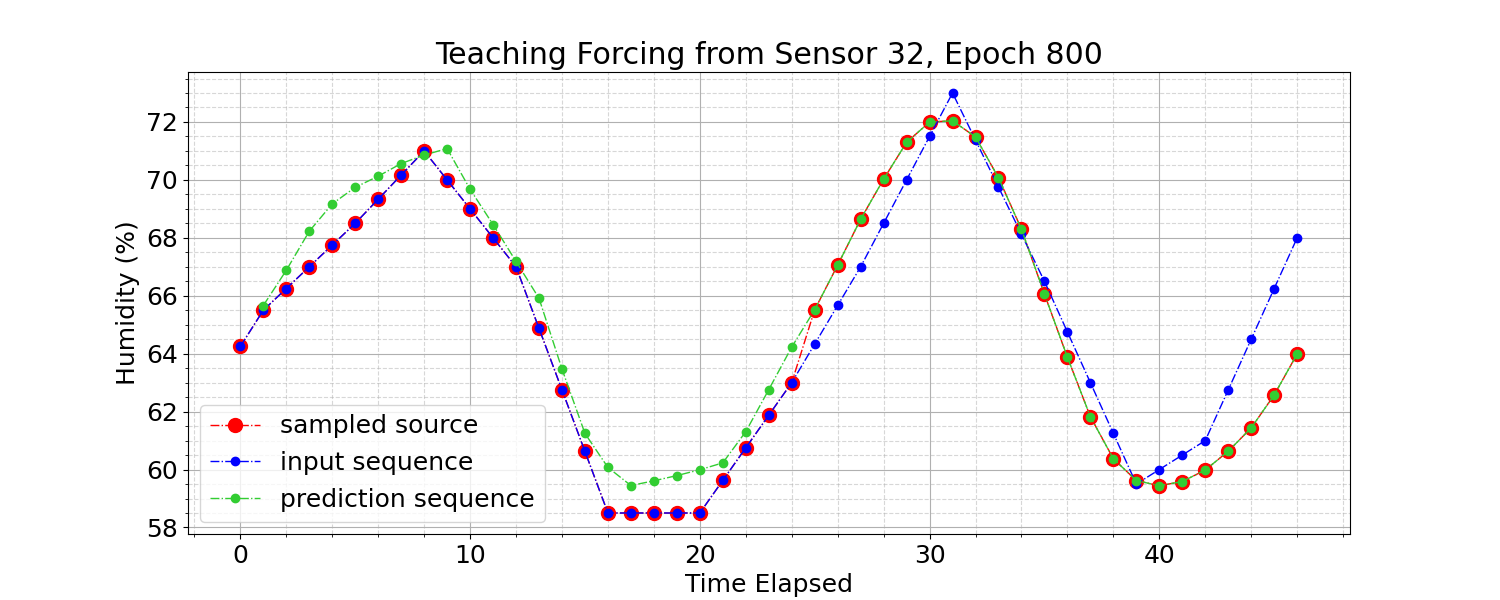 Teaching Forcing from Sensor 32, Epoch 800
Humidity (%)
72
70
68
66
64
62
60
58
sampled source
input sequence
prediction sequence
0 10 20 30 40
Time Elapsed